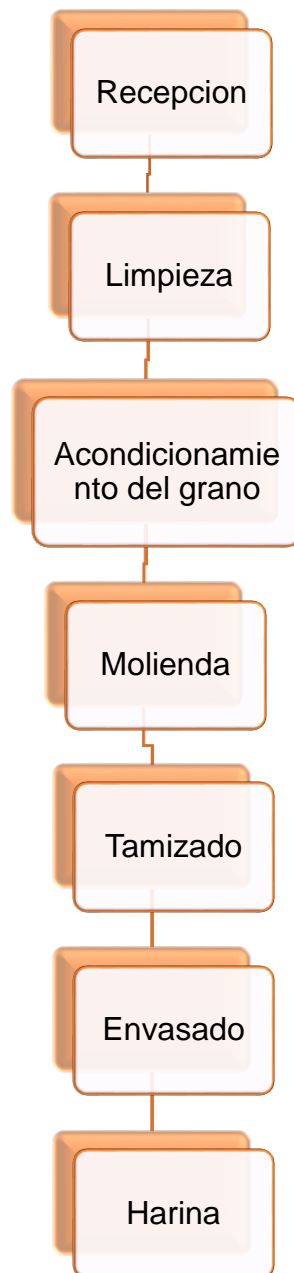 Recepcion
Limpieza
Acondicionamie
nto del grano
Molienda
Tamizado
Envasado
Harina